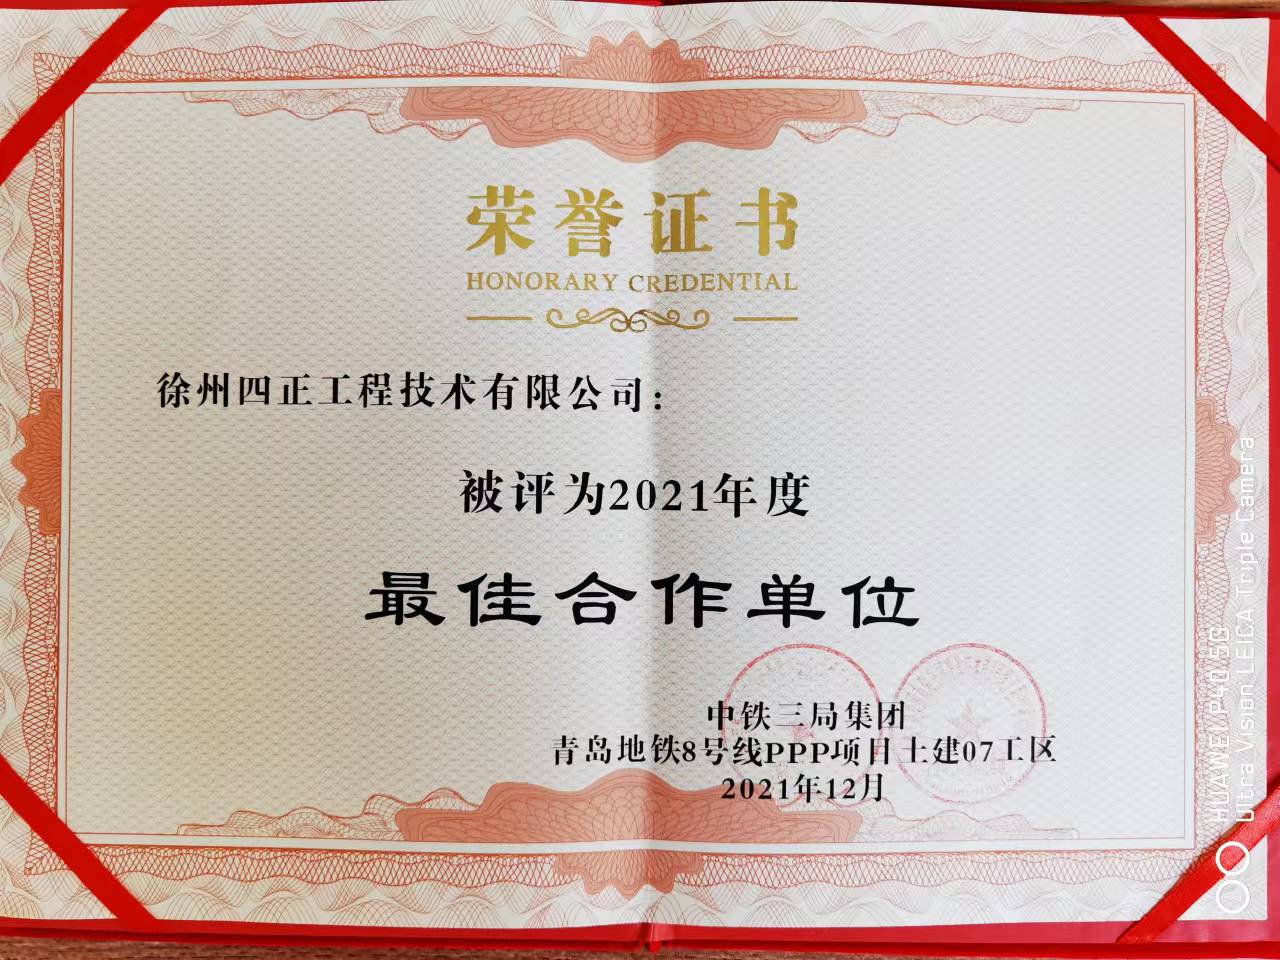 荣誉证书
HONORARY CREDENTIAL
徐州四正工程技术有限公司：
被评为2021年度
最佳合作单位
中铁三局集团
青岛地铁8号线PPP项目土建07工区
2021年12月
HUAWEI P40 5G
Ultra Vision LEICA Triple Camera